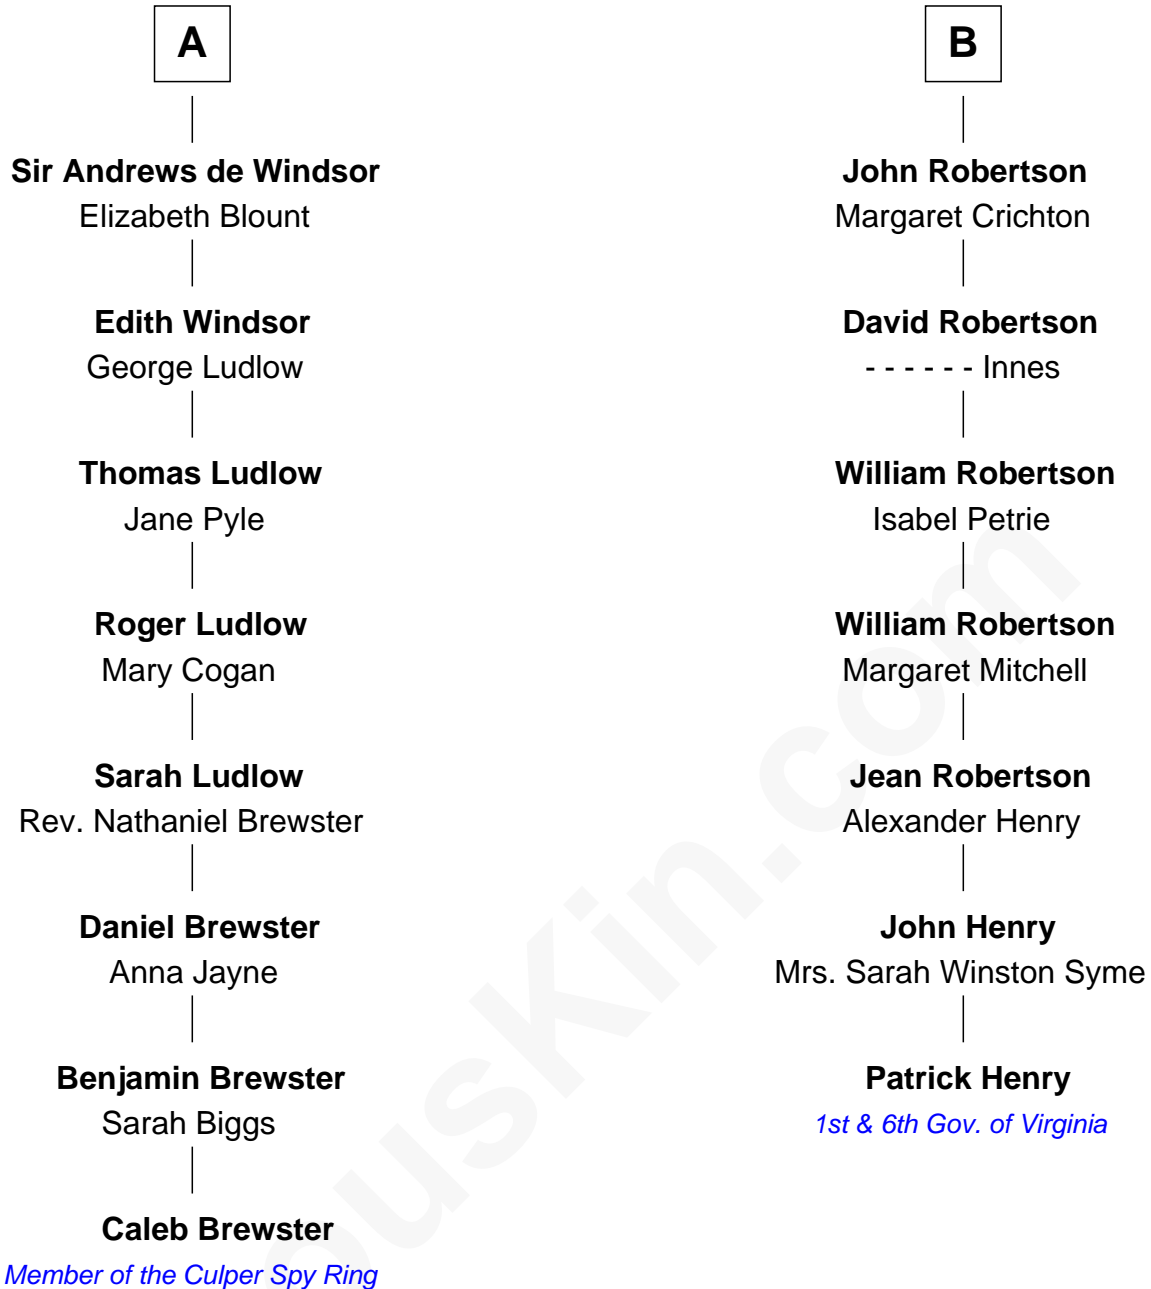 A
Sir Andrews de Windsor
Elizabeth Blount
Edith Windsor
George Ludlow
Thomas Ludlow
Jane Pyle
Roger Ludlow
Mary Cogan
Sarah Ludlow
Rev. Nathaniel Brewster
Daniel Brewster
Anna Jayne
Benjamin Brewster
Sarah Biggs
Caleb Brewster
Member of the Culper Spy Ring
B
John Robertson
Margaret Crichton
David Robertson
- - - - - - Innes
William Robertson
Isabel Petrie
William Robertson
Margaret Mitchell
Jean Robertson
Alexander Henry
John Henry
Mrs. Sarah Winston Syme
Patrick Henry
1st & 6th Gov. of Virginia
ousKin.com